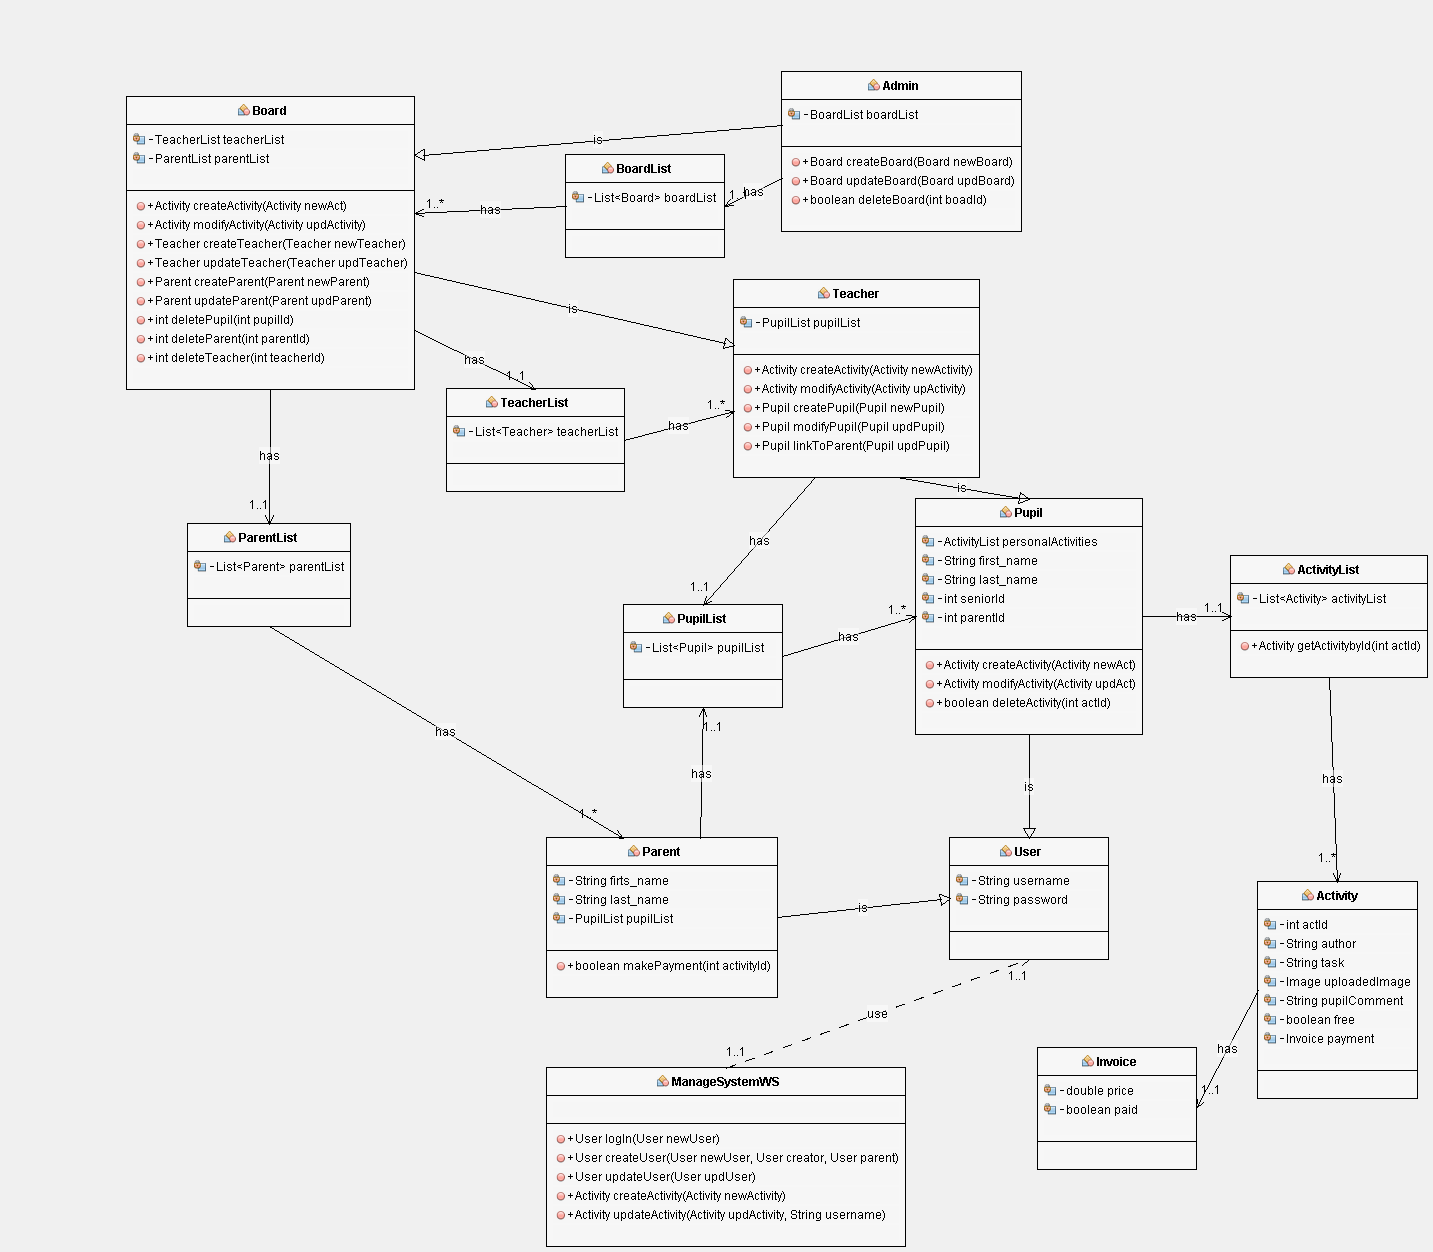 Board
- TeacherList teacherList
- ParentList parentList
+ Activity createActivity(Activity newAct)
+ Activity modifyActivity(Activity updActivity)
+ Teacher createTeacher(Teacher newTeacher)
+ Teacher updateTeacher(Teacher updTeacher)
+ Parent createParent(Parent newParent)
+ Parent updateParent(Parent updParent)
+ int deletePupil(int pupilId)
+ int deleteParent(int parentId)
+ int deleteTeacher(int teacherId)
Admin
- BoardList boardList
+ Board createBoard(Board newBoard)
+ Board updateBoard(Board updBoard)
+ boolean deleteBoard(int boadId)
is
BoardList
- List<Board> boardList
has
1..*
has
Teacher
- PupilList pupilList
+ Activity createActivity(Activity newActivity)
+ Activity modifyActivity(Activity upActivity)
+ Pupil createPupil(Pupil newPupil)
+ Pupil modifyPupil(Pupil updPupil)
+ Pupil linkToParent(Pupil updPupil)
is
has
1..1
TeacherList
- List<Teacher> teacherList
has
1..*
has
1..1
ParentList
- List<Parent> parentList
is
Pupil
- ActivityList personalActivities
- String first_name
- String last_name
- int seniorId
- int parentId
+ Activity createActivity(Activity newAct)
+ Activity modifyActivity(Activity updAct)
+ boolean deleteActivity(int actId)
has
1..1
PupilList
- List<Pupil> pupilList
has
1..*
has
1..1
ActivityList
- List<Activity> activityList
+ Activity getActivitybyId(int actId)
has
1..*
has
1..1
has
1..*
is
Parent
- String firts_name
- String last_name
- PupilList pupilList
+ boolean makePayment(int activityId)
is
User
- String username
- String password
1..1
use
1..1
Activity
- int actId
- String author
- String task
- Image uploadedImage
- String pupilComment
- boolean free
- Invoice payment
has
1..1
Invoice
- double price
- boolean paid
ManageSystemWS
+ User logIn(User newUser)
+ User createUser(User newUser, User creator, User parent)
+ User updateUser(User updUser)
+ Activity createActivity(Activity newActivity)
+ Activity updateActivity(Activity updActivity, String username)